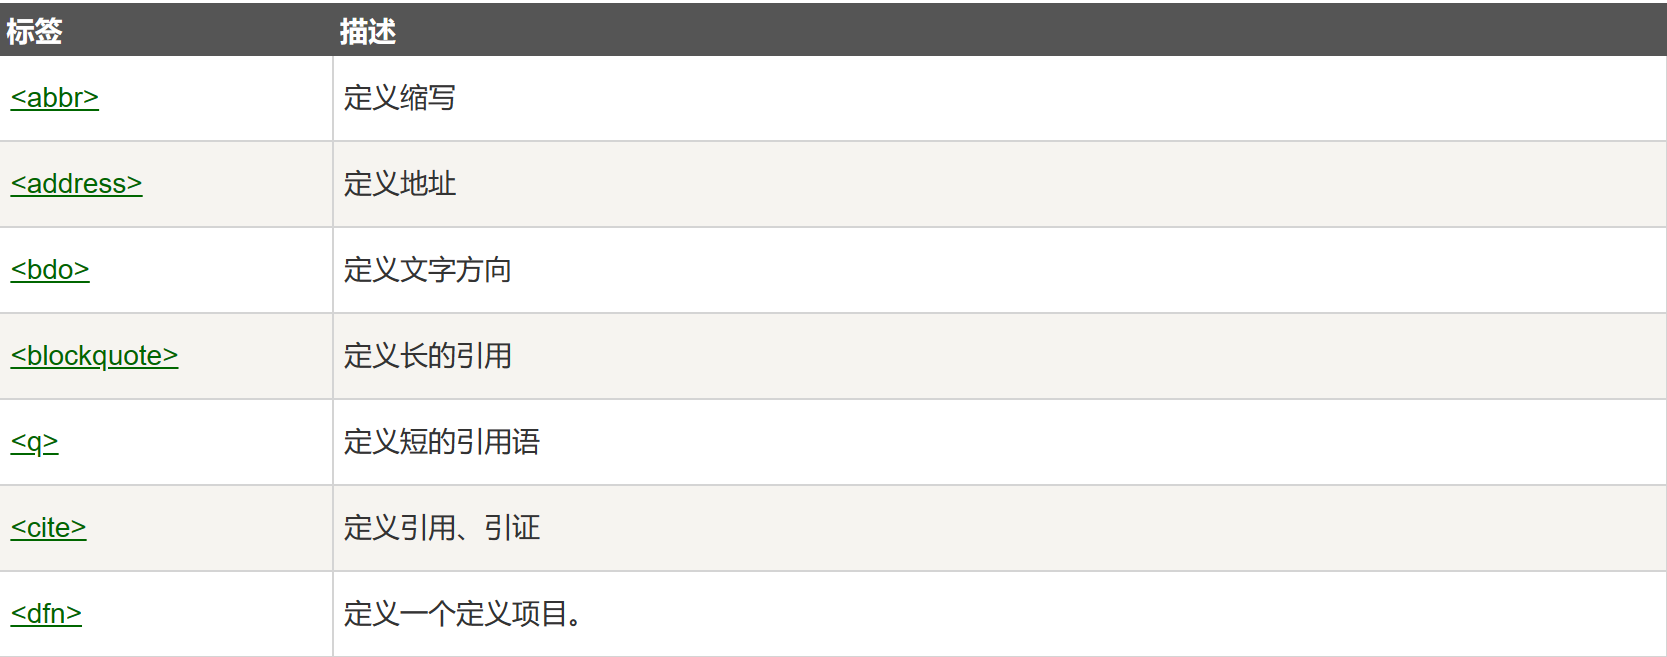 标签 描述
<abbr> 定义缩写
<address> 定义地址
<bdo> 定义文字方向
<blockquote> 定义长的引用
<q> 定义短的引用语
<cite> 定义引用、引证
<dfn> 定义一个定义项目。